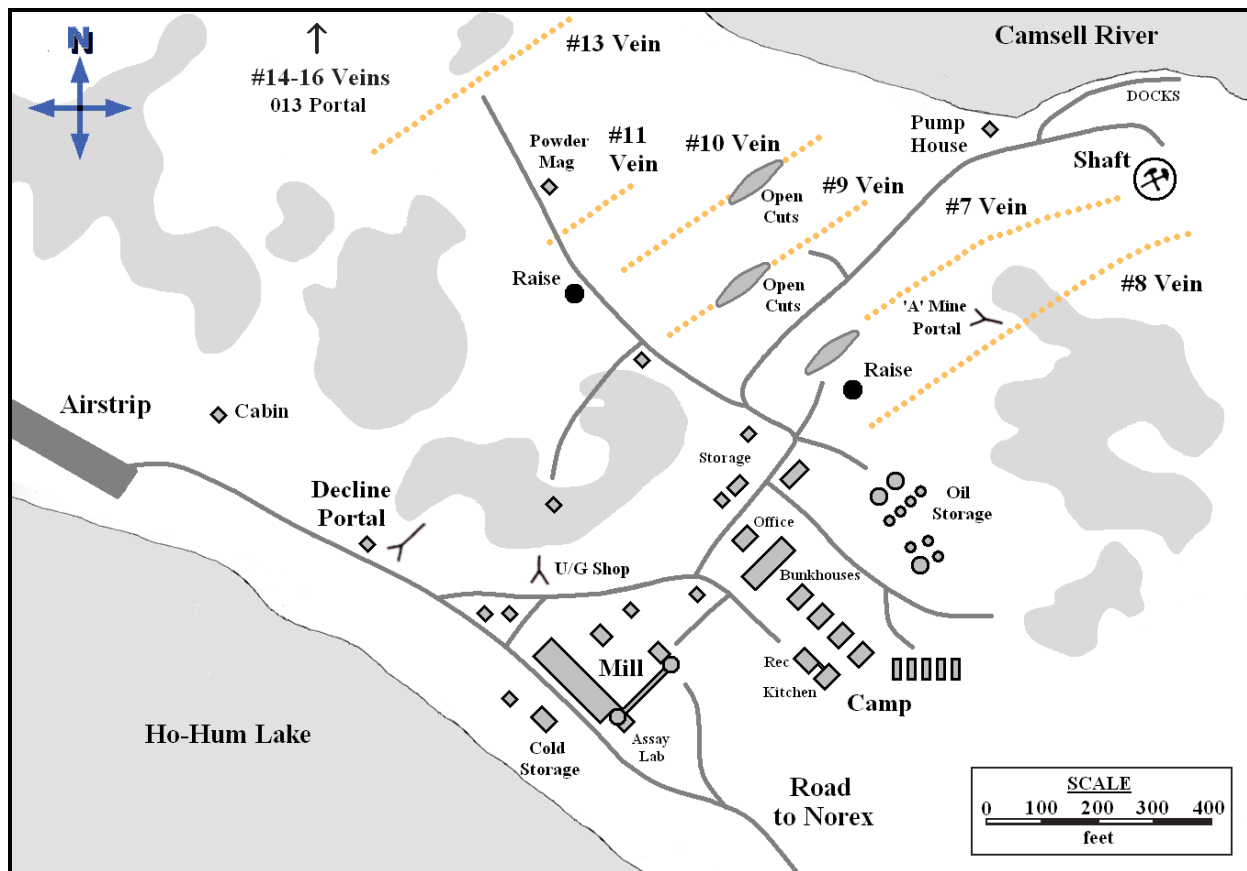 N
#14-16 Veins
013 Portal
#13 Vein
Camsell River
DOCKS
Powder
Mag
#11
Vein
#10 Vein
Pump
House
Shaft
#9 Vein
Open
Cuts
#7 Vein
Raise
Open
Cuts
#8 Vein
'A' Mine
Portal
Raise
Airstrip
Cabin
Storage
Decline
Portal
Oil
Storage
Office
U/G Shop
Bunkhouses
Mill
Rec
Kitchen
Camp
Ho-Hum Lake
Cold
Storage
Assay
Lab
Road
to Norex
SCALE
0 100 200 300 400
feet